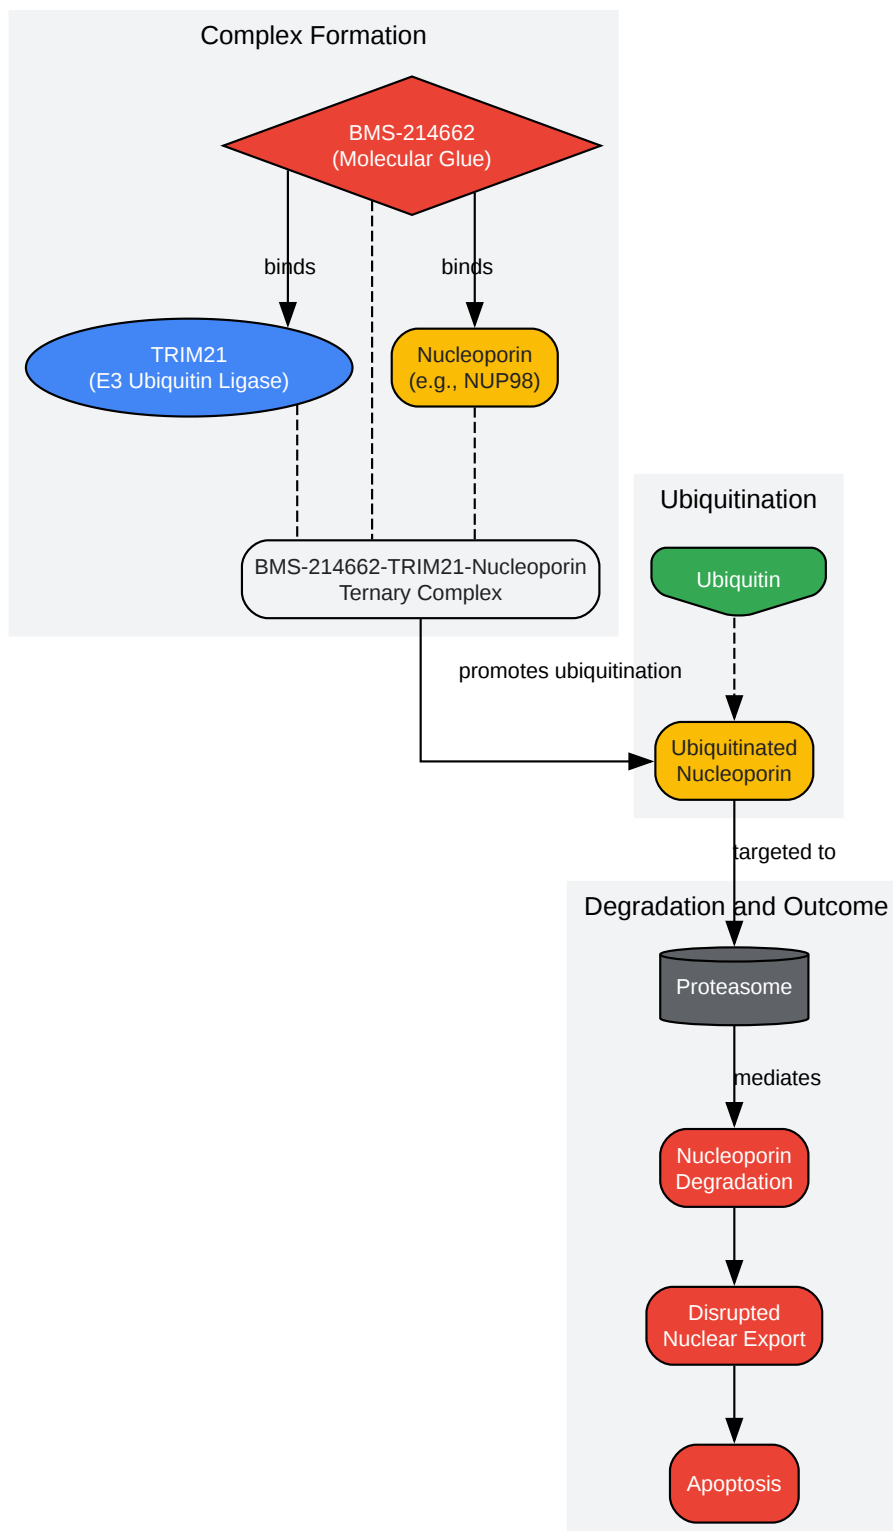 Complex Formation
BMS-214662
(Molecular Glue)
binds
binds
TRIM21
(E3 Ubiquitin Ligase)
Nucleoporin
(e.g., NUP98)
BMS-214662-TRIM21-Nucleoporin
Ternary Complex
Ubiquitination
Ubiquitin
promotes ubiquitination
Ubiquitinated
Nucleoporin
targeted to
Degradation and Outcome
Proteasome
mediates
Nucleoporin
Degradation
Disrupted
Nuclear Export
Apoptosis